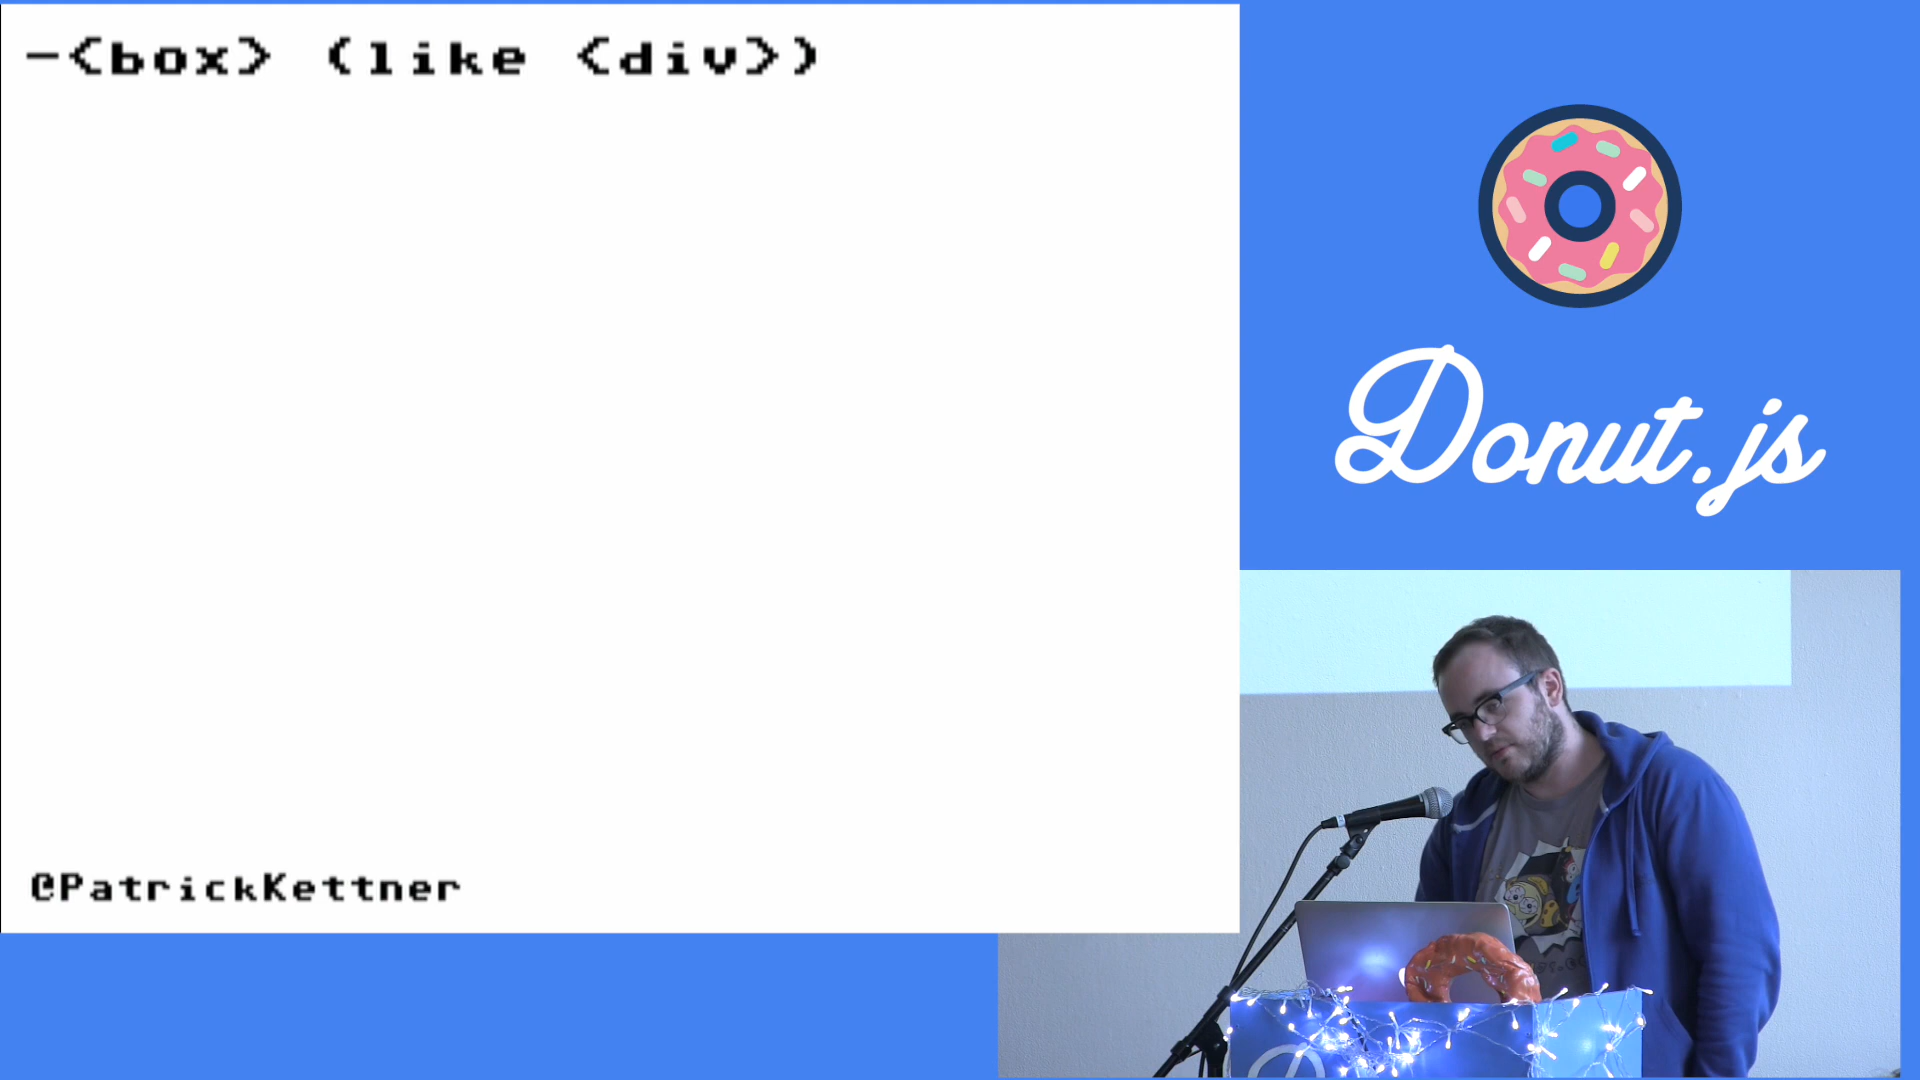 -<box> (like <div>)
@PatrickKettner
Donut.js
D